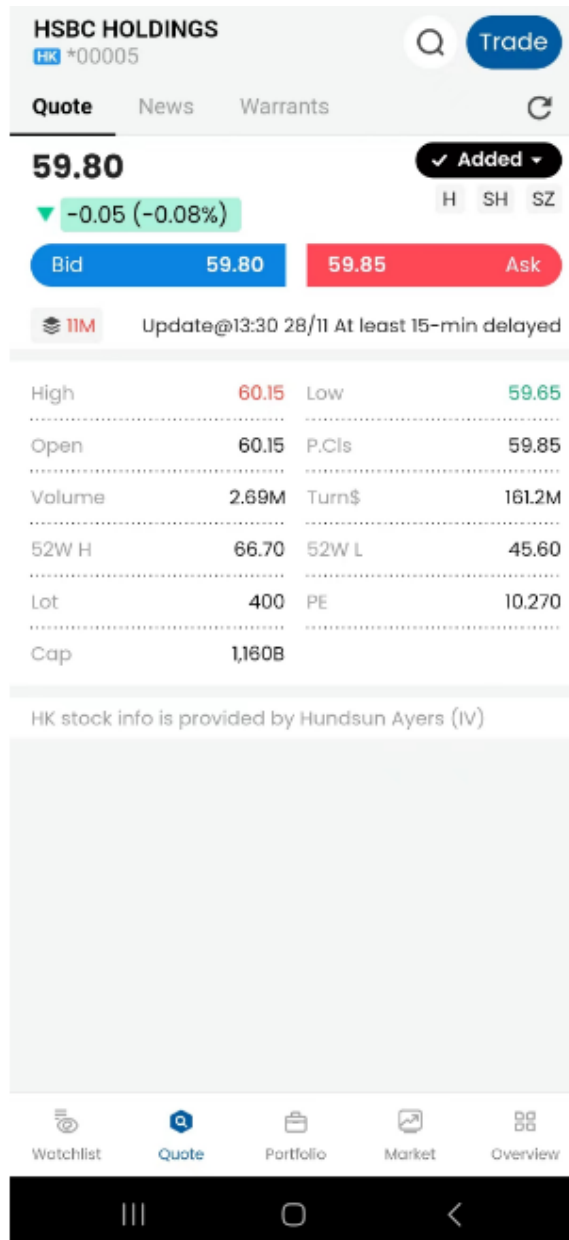 HSBC HOLDINGS
HK *00005
Trade
Quote News Warrants
59.80
Added
-0.05 (-0.08%)
H SH SZ
Bid 59.80 59.85 Ask
11M Update@13:30 28/11 At least 15-min delayed
High 60.15 Low 59.65
Open 60.15 P.Cls 59.85
Volume 2.69M Turn$ 161.2M
52W H 66.70 52W L 45.60
Lot 400 PE 10.270
Cap 1,160B
HK stock info is provided by Hundsun Ayers (IV)
Watchlist Quote Portfolio Market Overview